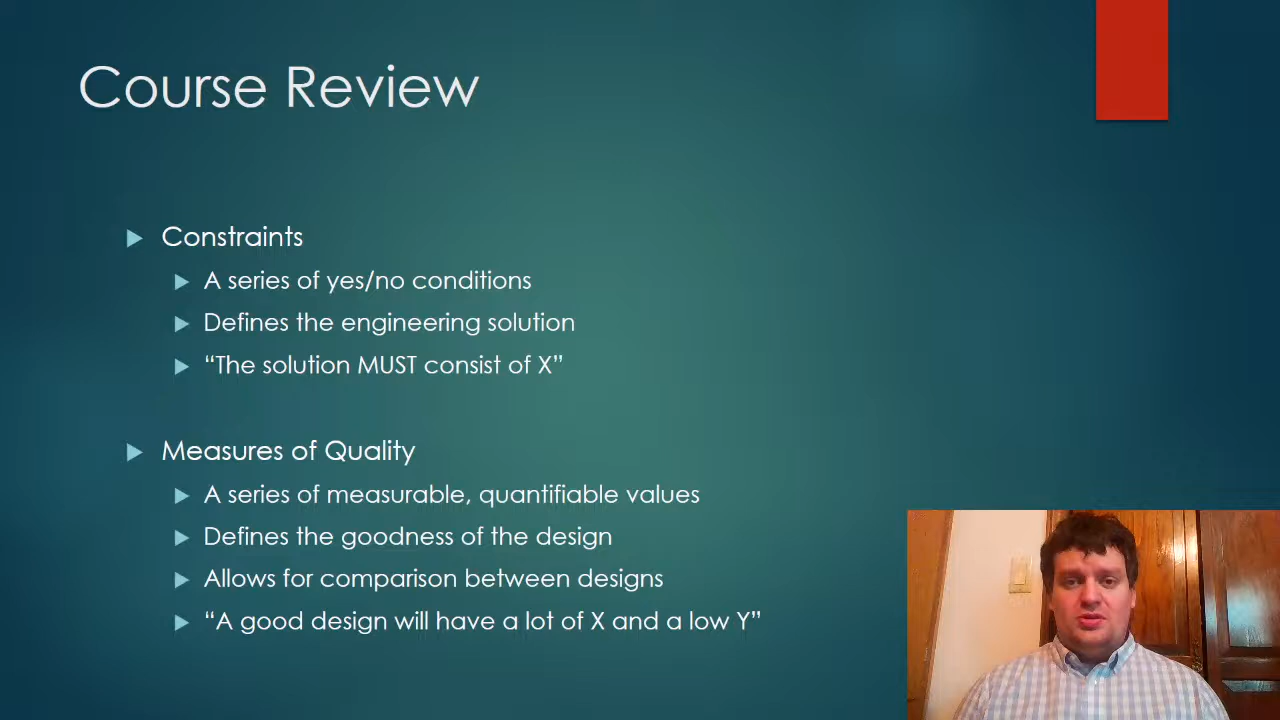 Course Review
Constraints
A series of yes/no conditions
Defines the engineering solution
“The solution MUST consist of X”
Measures of Quality
A series of measurable, quantifiable values
Defines the goodness of the design
Allows for comparison between designs
“A good design will have a lot of X and a low Y”